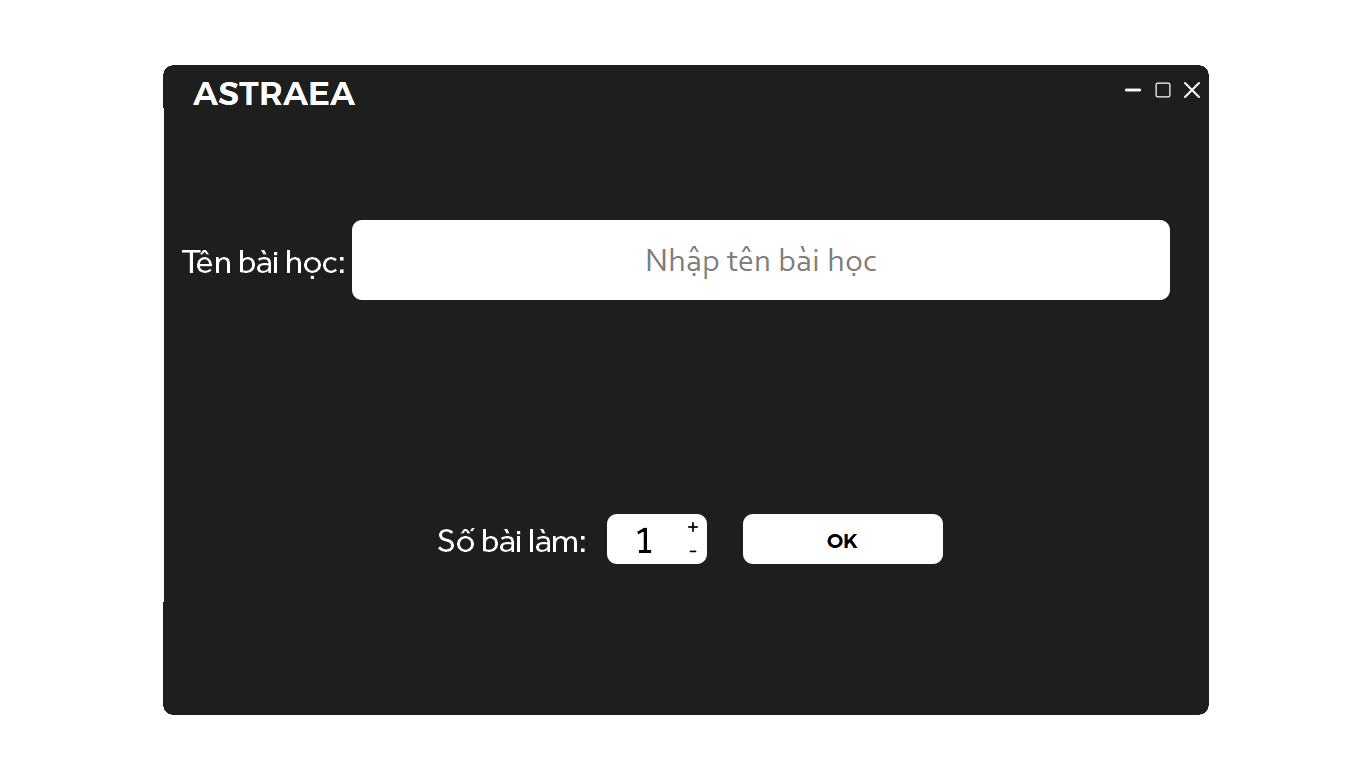 ASTRAEA
Tên bài học: Nhập tên bài học
Số bài làm: 1 + - OK